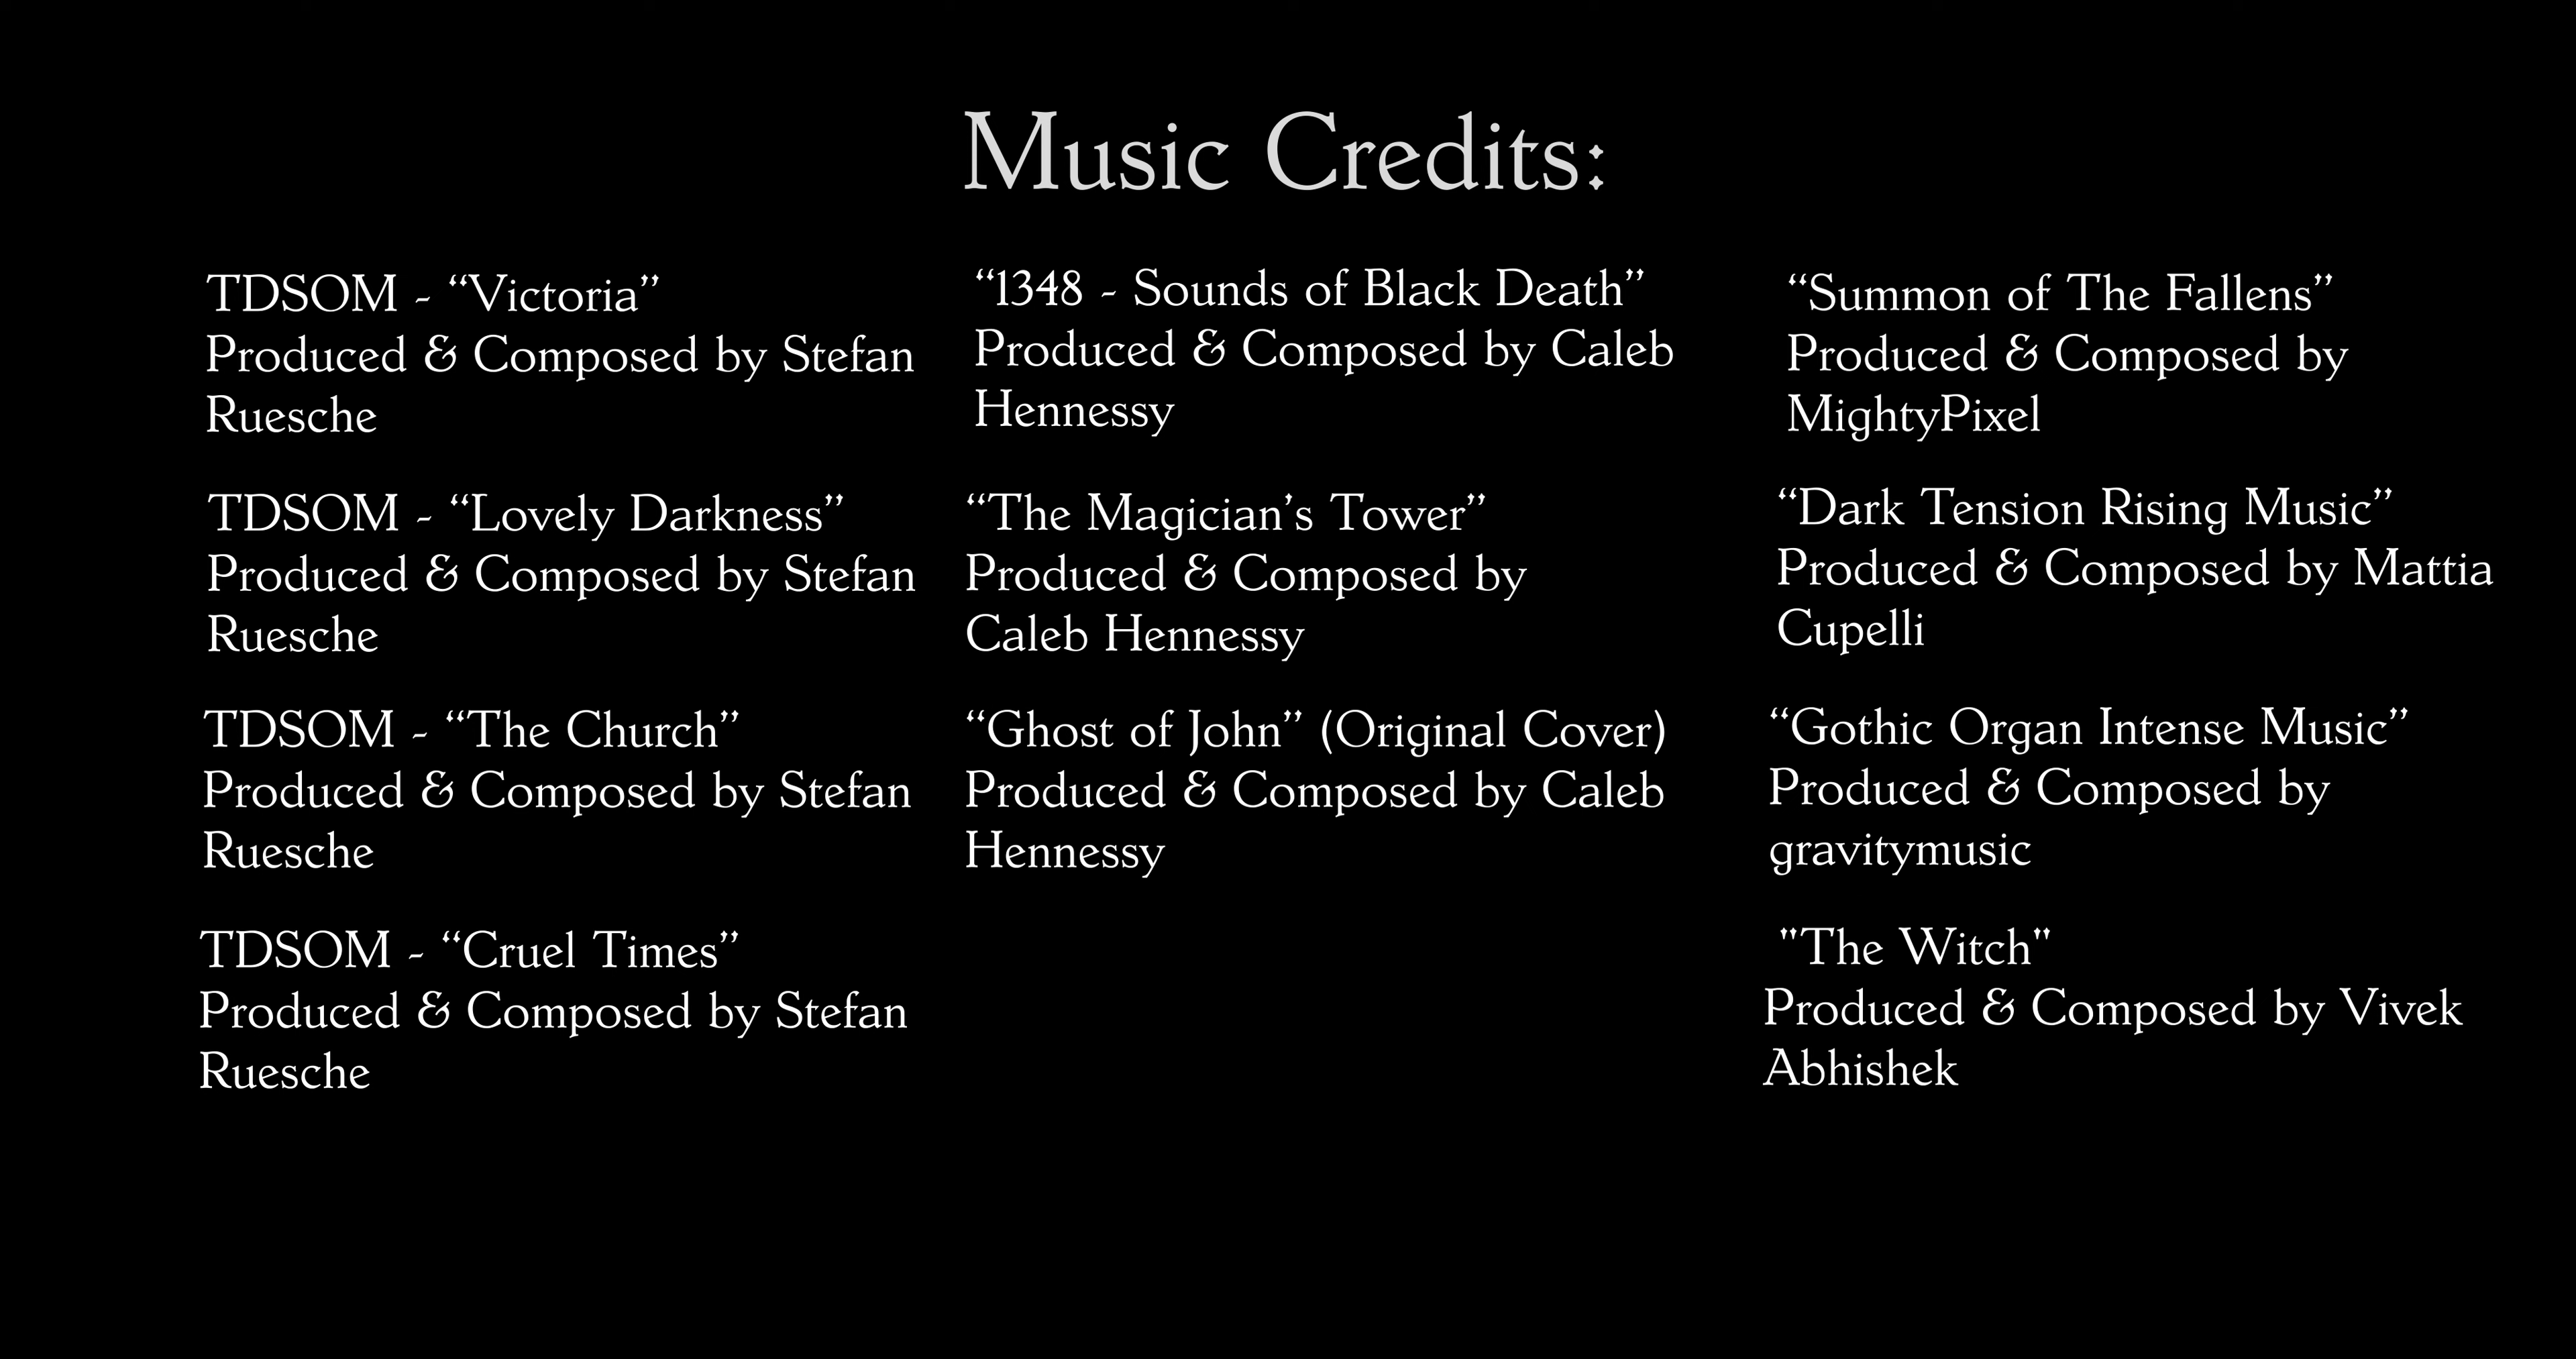 Music Credits:
TDSOM - “Victoria”
Produced & Composed by Stefan
Ruesche
TDSOM - “Lovely Darkness”
Produced & Composed by Stefan
Ruesche
TDSOM - “The Church”
Produced & Composed by Stefan
Ruesche
TDSOM - “Cruel Times”
Produced & Composed by Stefan
Ruesche
“1348 - Sounds of Black Death”
Produced & Composed by Caleb
Hennessy
“The Magician’s Tower”
Produced & Composed by
Caleb Hennessy
“Ghost of John” (Original Cover)
Produced & Composed by Caleb
Hennessy
“Summon of The Fallens”
Produced & Composed by
MightyPixel
“Dark Tension Rising Music”
Produced & Composed by Mattia
Cupelli
“Gothic Organ Intense Music”
Produced & Composed by
gravitymusic
"The Witch"
Produced & Composed by Vivek
Abhishek